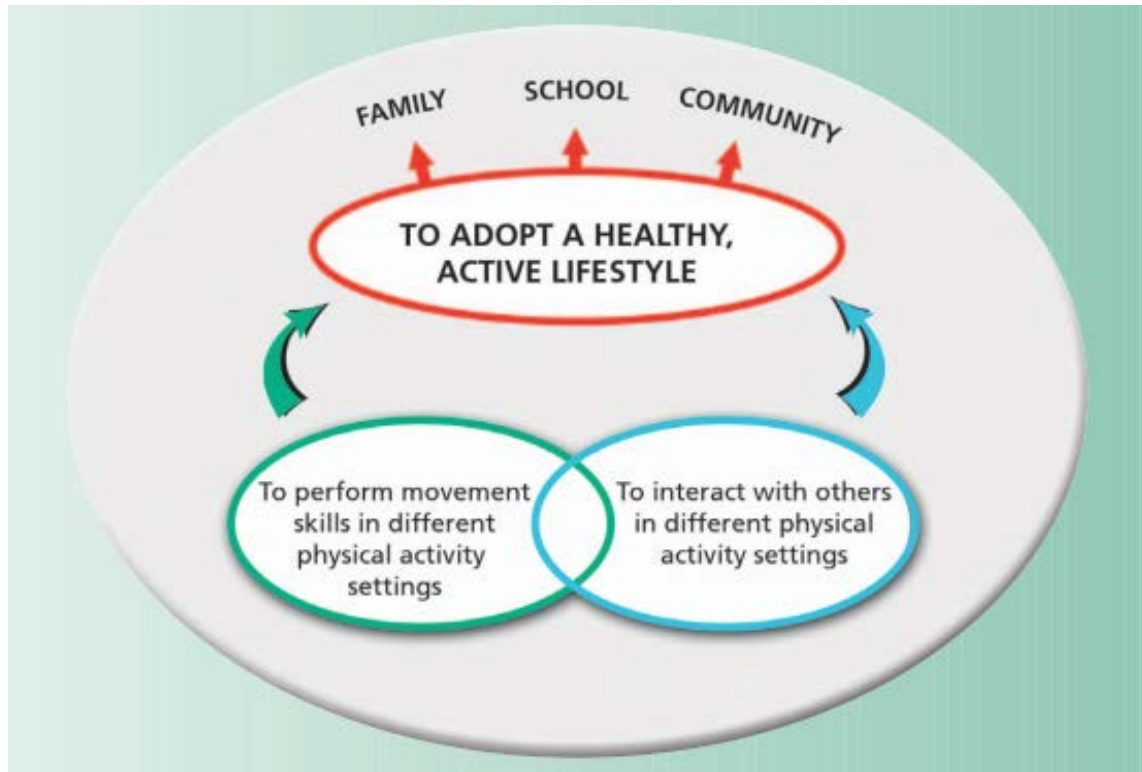 FAMILY
SCHOOL
COMMUNITY
TO ADOPT A HEALTHY,
ACTIVE LIFESTYLE
To perform movement
skills in different
physical activity
settings
To interact with others
in different physical
activity settings